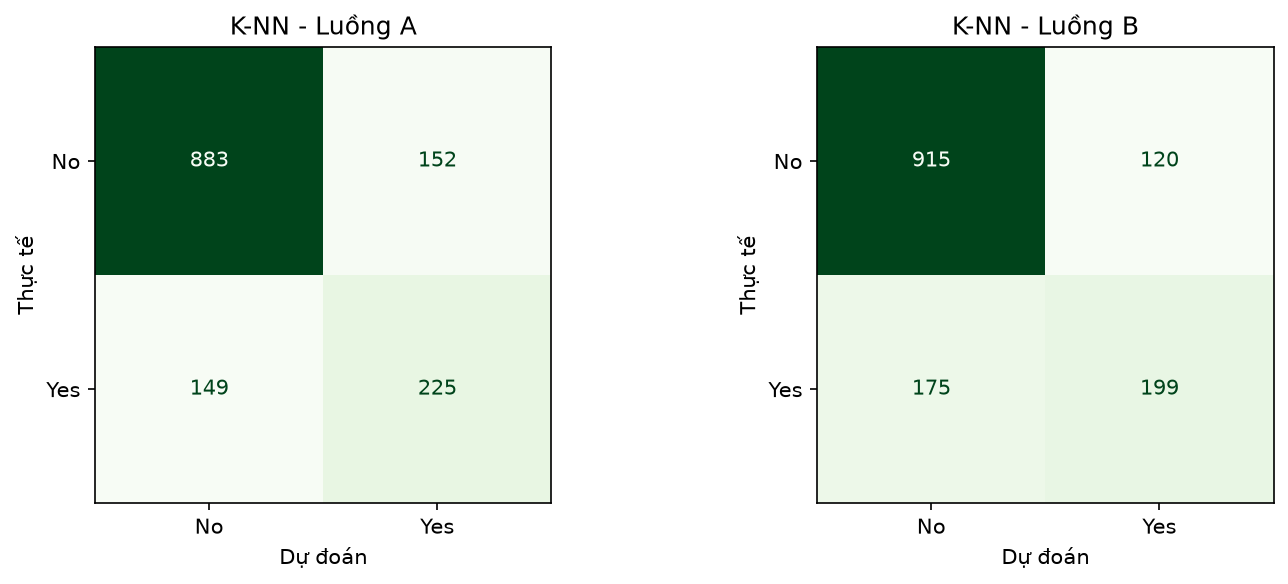 K-NN - Luồng A
No
883
152
Thực tế
Yes
149
225
No
Yes
Dự đoán
K-NN - Luồng B
No
915
120
Thực tế
Yes
175
199
No
Yes
Dự đoán